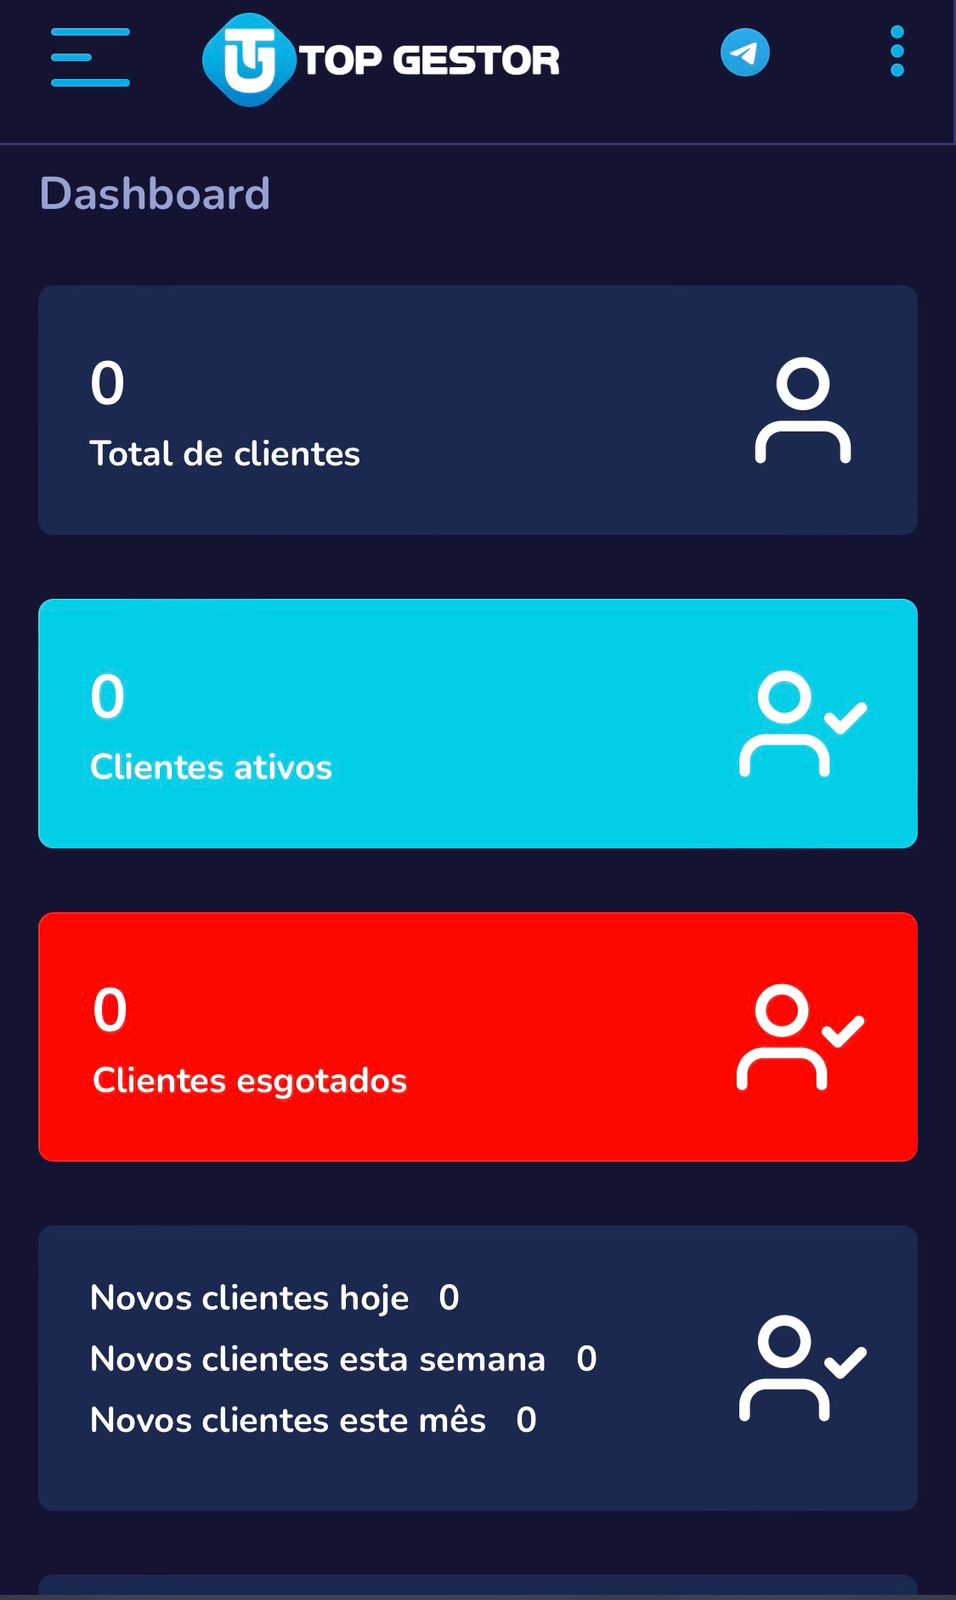 TOP GESTOR
Dashboard
0
Total de clientes
0
Clientes ativos
0
Clientes esgotados
Novos clientes hoje 0
Novos clientes esta semana 0
Novos clientes este mês 0